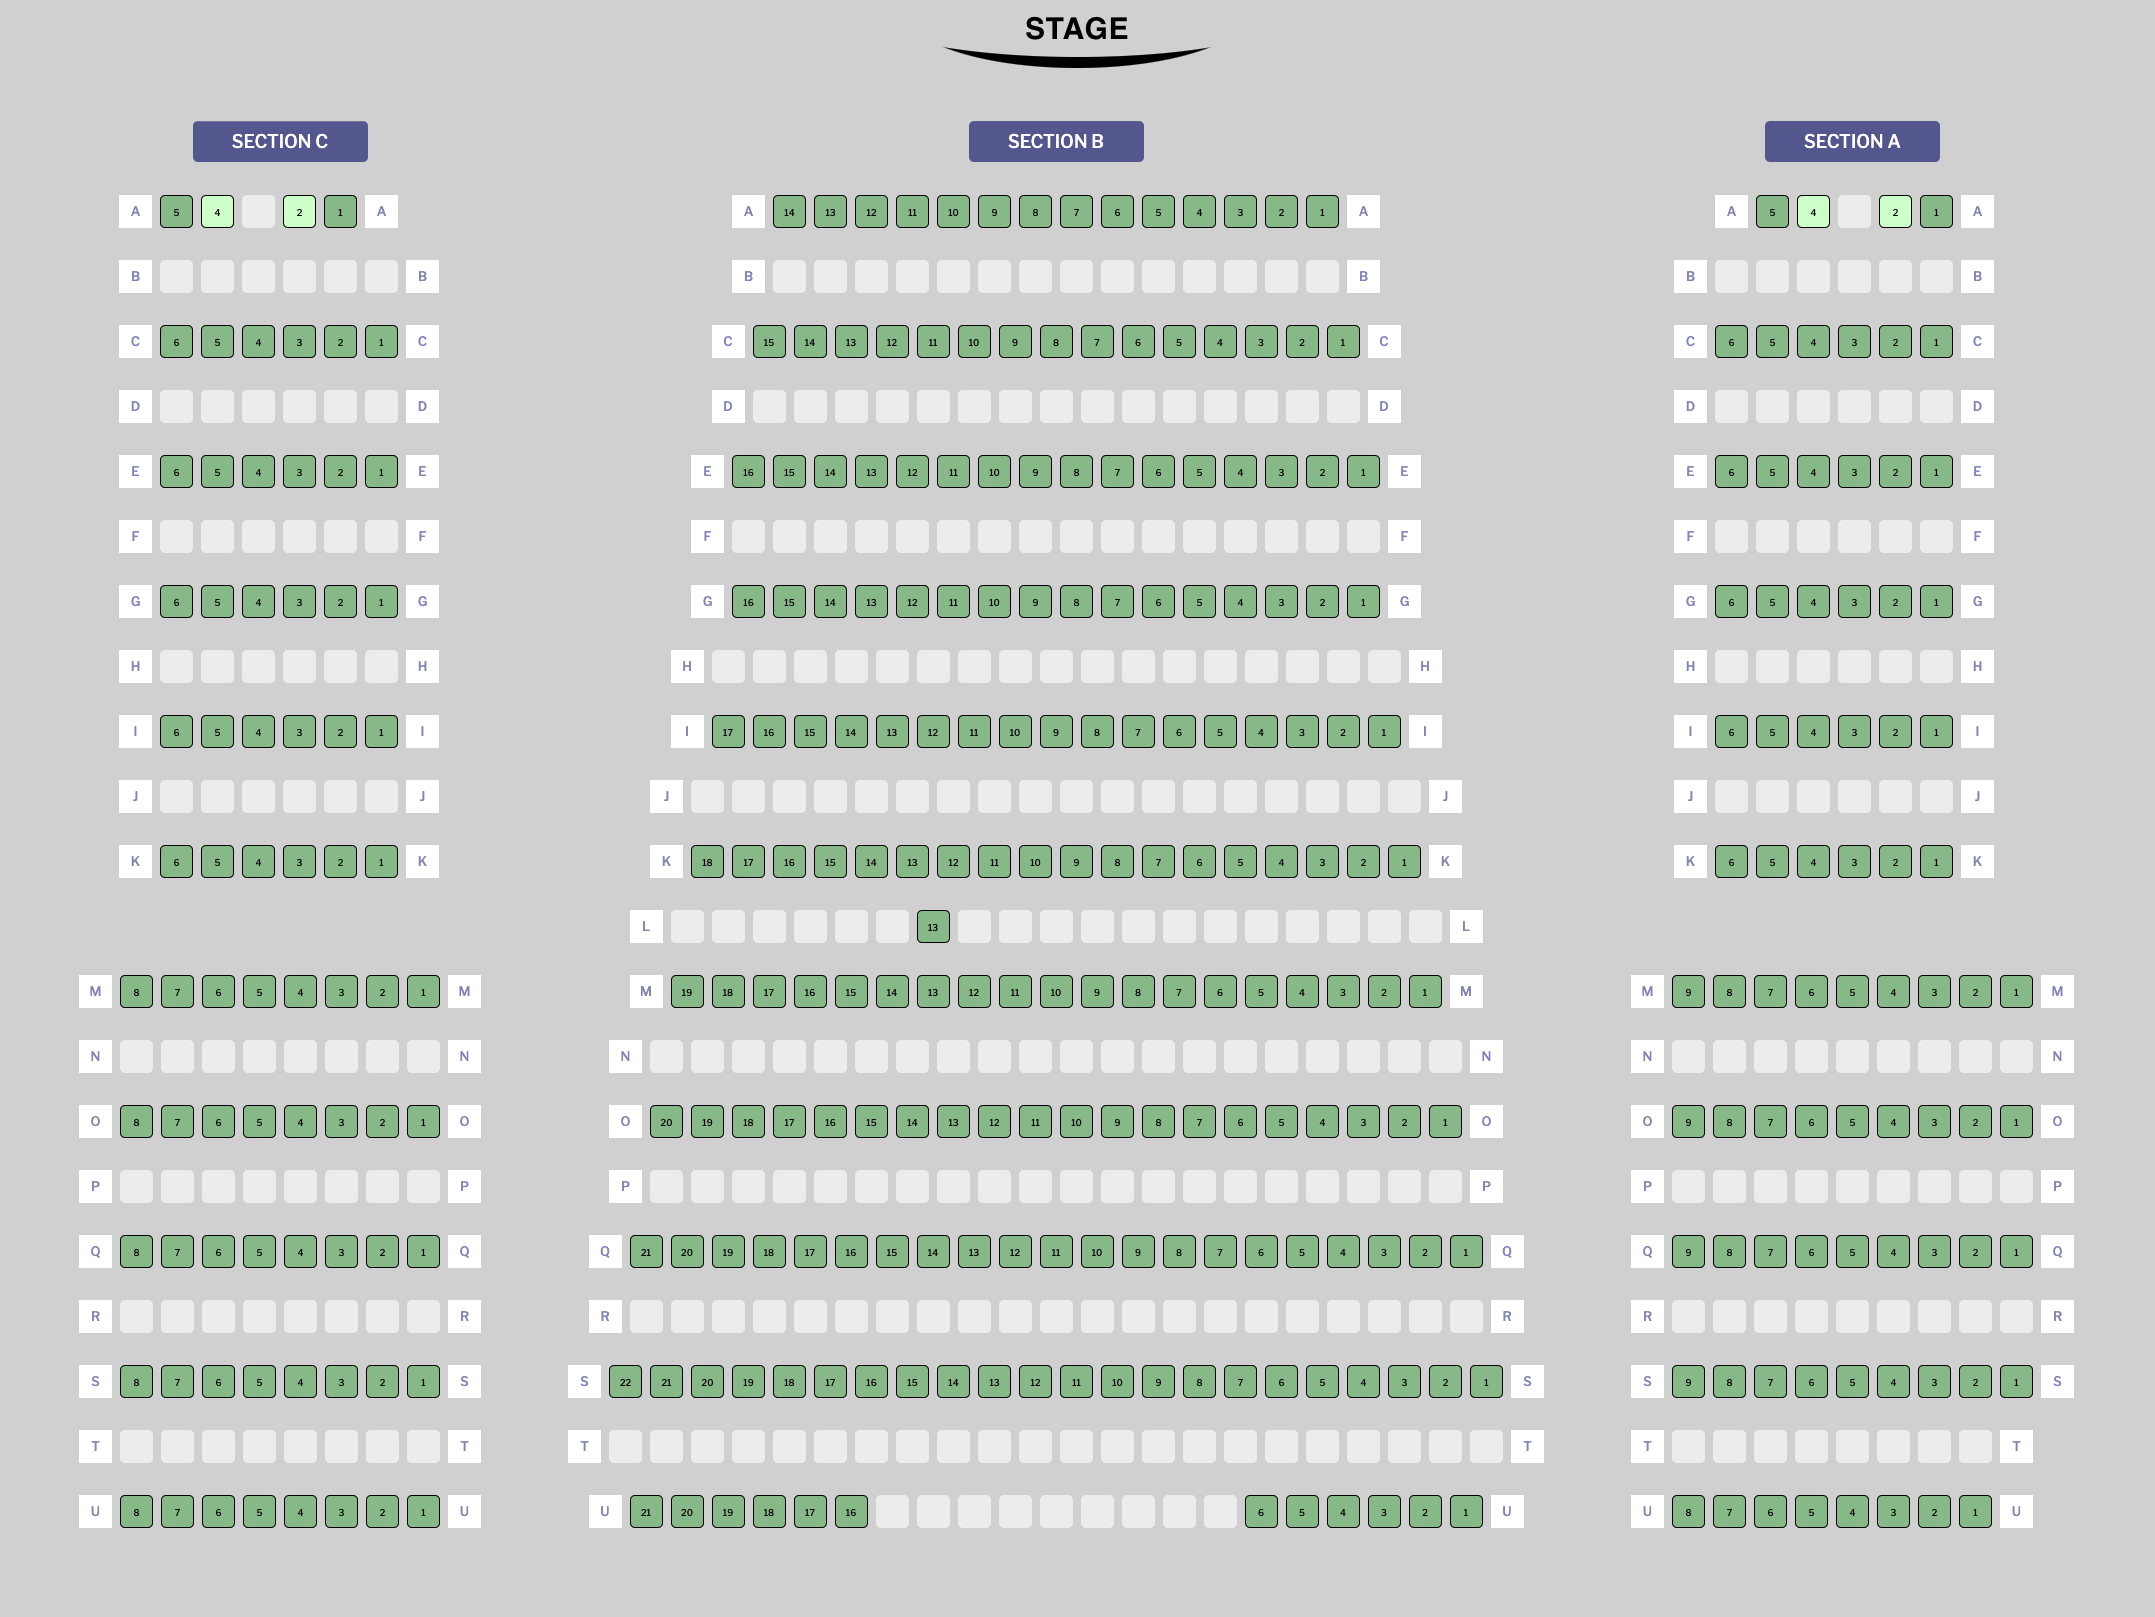 STAGE
SECTION C SECTION B SECTION A
A 5 4 2 1 A A 14 13 12 11 10 9 8 7 6 5 4 3 2 1 A A 5 4 2 1 A
B B B B B B
C 6 5 4 3 2 1 C C 15 14 13 12 11 10 9 8 7 6 5 4 3 2 1 C C 6 5 4 3 2 1 C
D D D D D D
E 6 5 4 3 2 1 E E 16 15 14 13 12 11 10 9 8 7 6 5 4 3 2 1 E E 6 5 4 3 2 1 E
F F F F F F
G 6 5 4 3 2 1 G G 16 15 14 13 12 11 10 9 8 7 6 5 4 3 2 1 G G 6 5 4 3 2 1 G
H H H H H H
I 6 5 4 3 2 1 I I 17 16 15 14 13 12 11 10 9 8 7 6 5 4 3 2 1 I I 6 5 4 3 2 1 I
J J J J J J
K 6 5 4 3 2 1 K K 18 17 16 15 14 13 12 11 10 9 8 7 6 5 4 3 2 1 K K 6 5 4 3 2 1 K
L 13 L
M 8 7 6 5 4 3 2 1 M M 19 18 17 16 15 14 13 12 11 10 9 8 7 6 5 4 3 2 1 M M 9 8 7 6 5 4 3 2 1 M
N N N N N N
O 8 7 6 5 4 3 2 1 O O 20 19 18 17 16 15 14 13 12 11 10 9 8 7 6 5 4 3 2 1 O O 9 8 7 6 5 4 3 2 1 O
P P P P P P
Q 8 7 6 5 4 3 2 1 Q Q 21 20 19 18 17 16 15 14 13 12 11 10 9 8 7 6 5 4 3 2 1 Q Q 9 8 7 6 5 4 3 2 1 Q
R R R R R R
S 8 7 6 5 4 3 2 1 S S 22 21 20 19 18 17 16 15 14 13 12 11 10 9 8 7 6 5 4 3 2 1 S S 9 8 7 6 5 4 3 2 1 S
T T T T T T
U 8 7 6 5 4 3 2 1 U U 21 20 19 18 17 16 6 5 4 3 2 1 U U 8 7 6 5 4 3 2 1 U